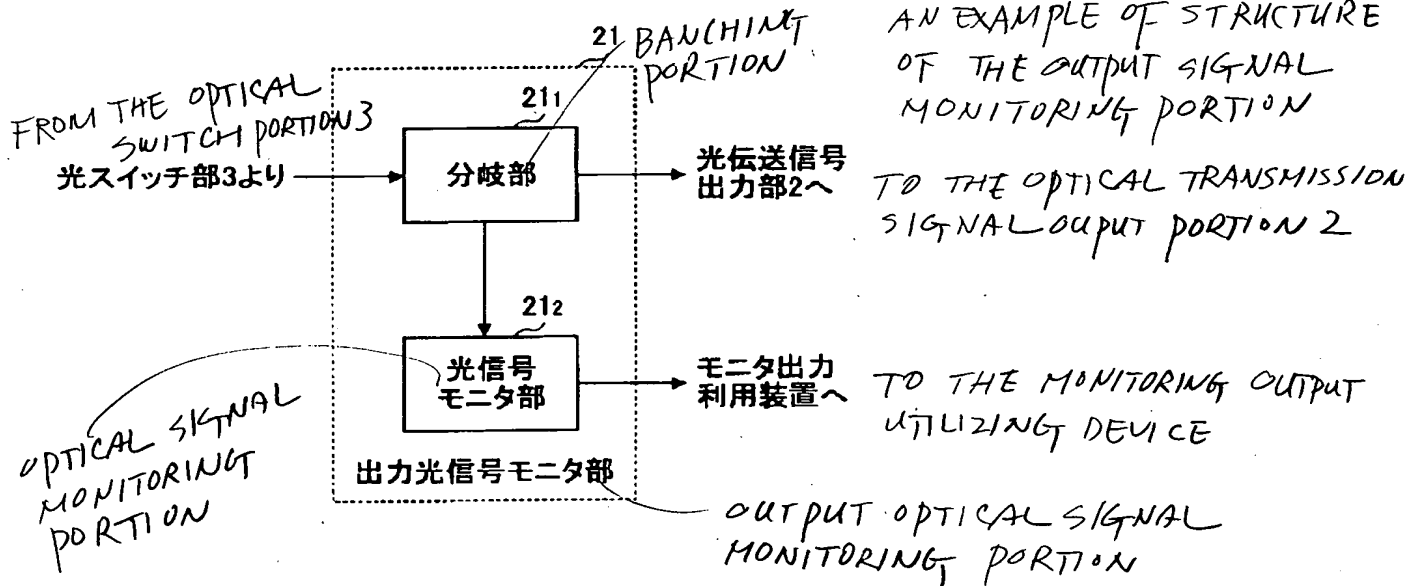 AN EXAMPLE OF STRUCTURE
OF THE OUTPUT SIGNAL
MONITORING PORTION
21
BANCHING
PORTION
FROM THE OPTICAL
SWITCH PORTION 3
光スイッチ部3より
211
分岐部
光伝送信号
出力部2へ
TO THE OPTICAL TRANSMISSION
SIGNAL OUPUT PORTION 2
212
光信号
モニタ部
モニタ出力
利用装置へ
TO THE MONITORING OUTPUT
UTILIZING DEVICE
OPTICAL SIGNAL
MONITORING
PORTION
出力光信号モニタ部
OUTPUT OPTICAL SIGNAL
MONITORING PORTION